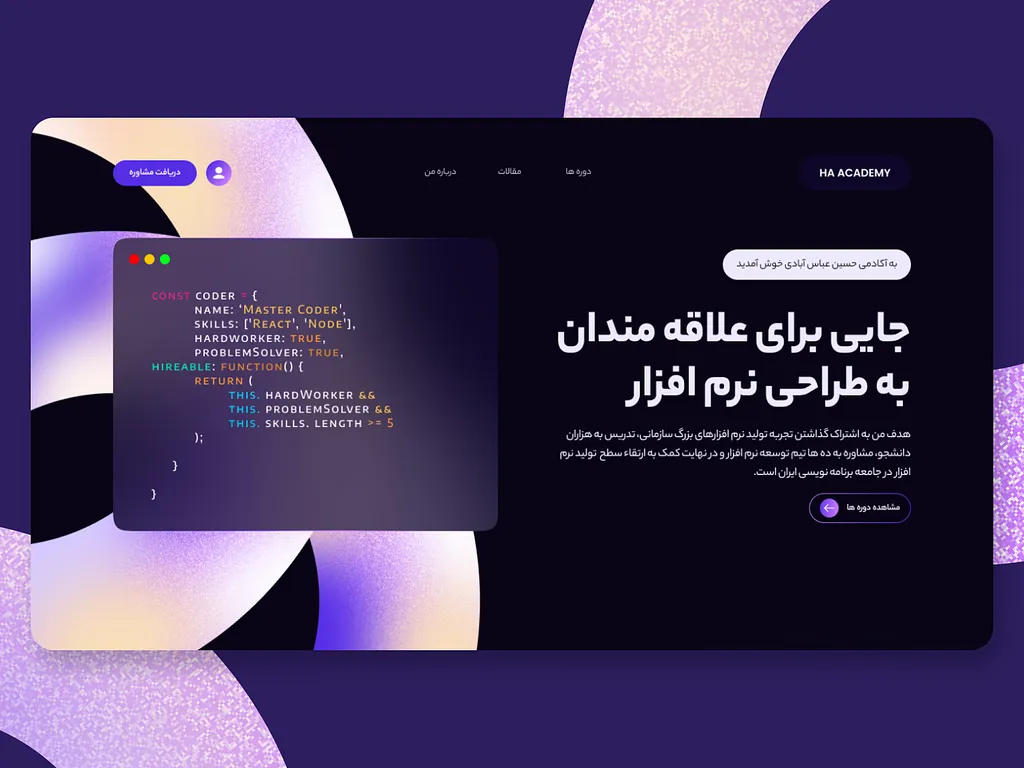 HA ACADEMY
دوره ها
مقالات
درباره من
دریافت مشاوره
به آکادمی حسین عباس آبادی خوش آمدید
جایی برای علاقه مندان
به طراحی نرم افزار
هدف من به اشتراک گذاشتن تجربه تولید نرم افزارهای بزرگ سازمانی، تدریس به هزاران
دانشجو، مشاوره به ده ها تیم توسعه نرم افزار و در نهایت کمک به ارتقاء سطح تولید نرم
افزار در جامعه برنامه نویسی ایران است.
مشاهده دوره ها
CONST CODER = {
NAME: 'MASTER CODER',
SKILLS: ['REACT', 'NODE'],
HARDWORKER: TRUE,
PROBLEMSOLVER: TRUE,
HIREABLE: FUNCTION() {
RETURN (
THIS. HARDWORKER &&
THIS. PROBLEMSOLVER &&
THIS. SKILLS. LENGTH >= 5
);
}
}